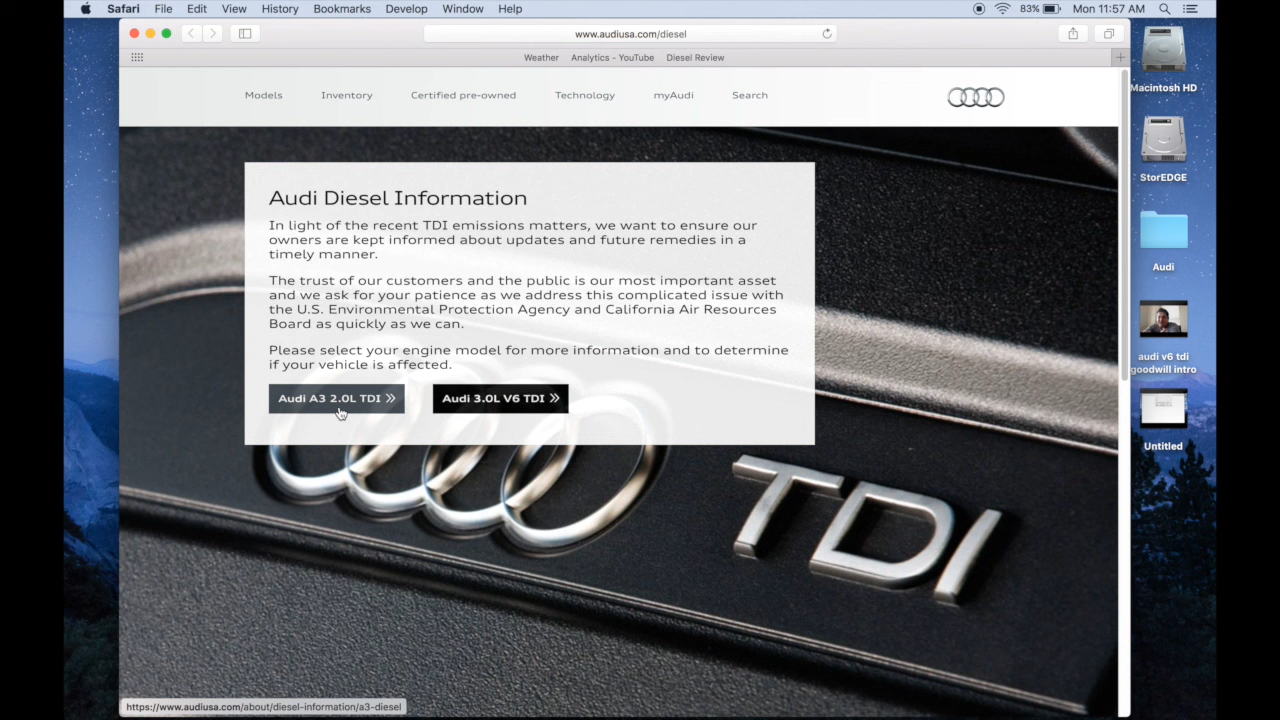 Safari File Edit View History Bookmarks Develop Window Help 83% Mon 11:57 AM
www.audiusa.com/diesel
Weather Analytics - YouTube Diesel Review
Models Inventory Certified pre-owned Technology myAudi Search
Audi Diesel Information
In light of the recent TDI emissions matters, we want to ensure our
owners are kept informed about updates and future remedies in a
timely manner.
The trust of our customers and the public is our most important asset
and we ask for your patience as we address this complicated issue with
the U.S. Environmental Protection Agency and California Air Resources
Board as quickly as we can.
Please select your engine model for more information and to determine
if your vehicle is affected.
Audi A3 2.0L TDI Audi 3.0L V6 TDI
TDI
https://www.audiusa.com/about/diesel-information/a3-diesel
Macintosh HD
StorEDGE
Audi
audi v6 tdi
goodwill intro
Untitled